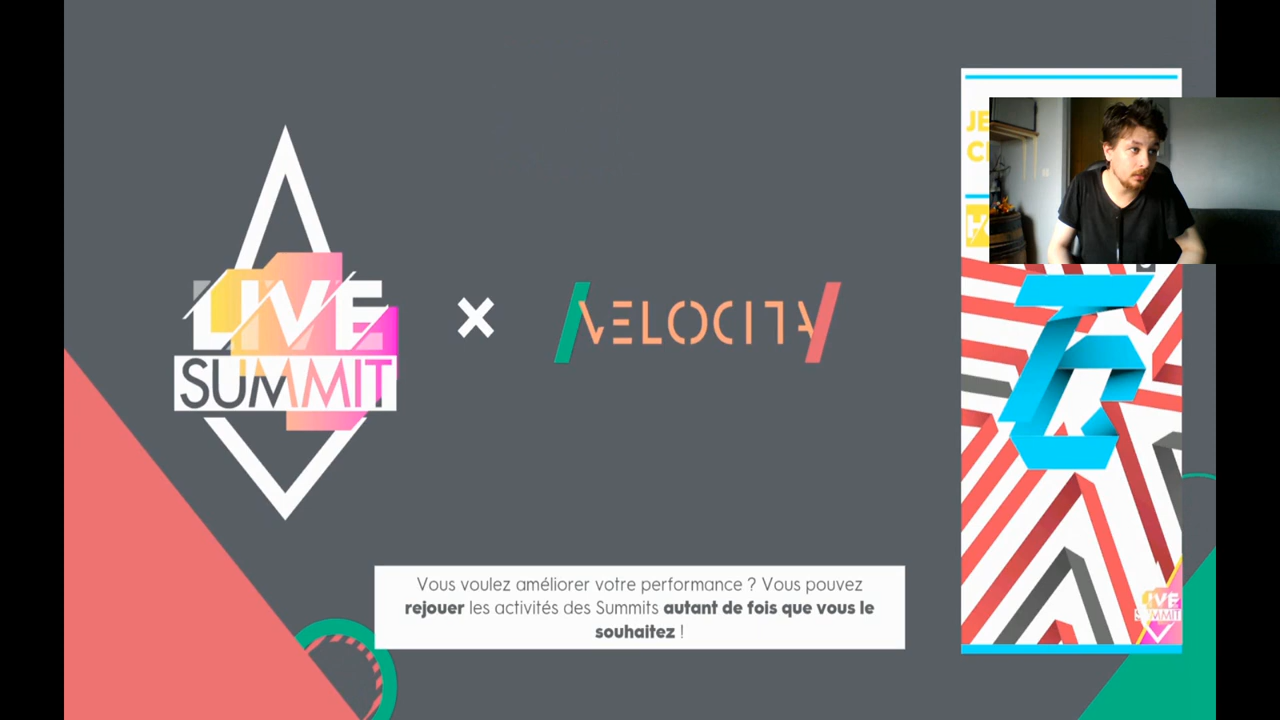 LIVE
SUMMIT
×
VELOCITY
Vous voulez améliorer votre performance ? Vous pouvez
rejouer les activités des Summits autant de fois que vous le
souhaitez !
LIVE
SUMMIT